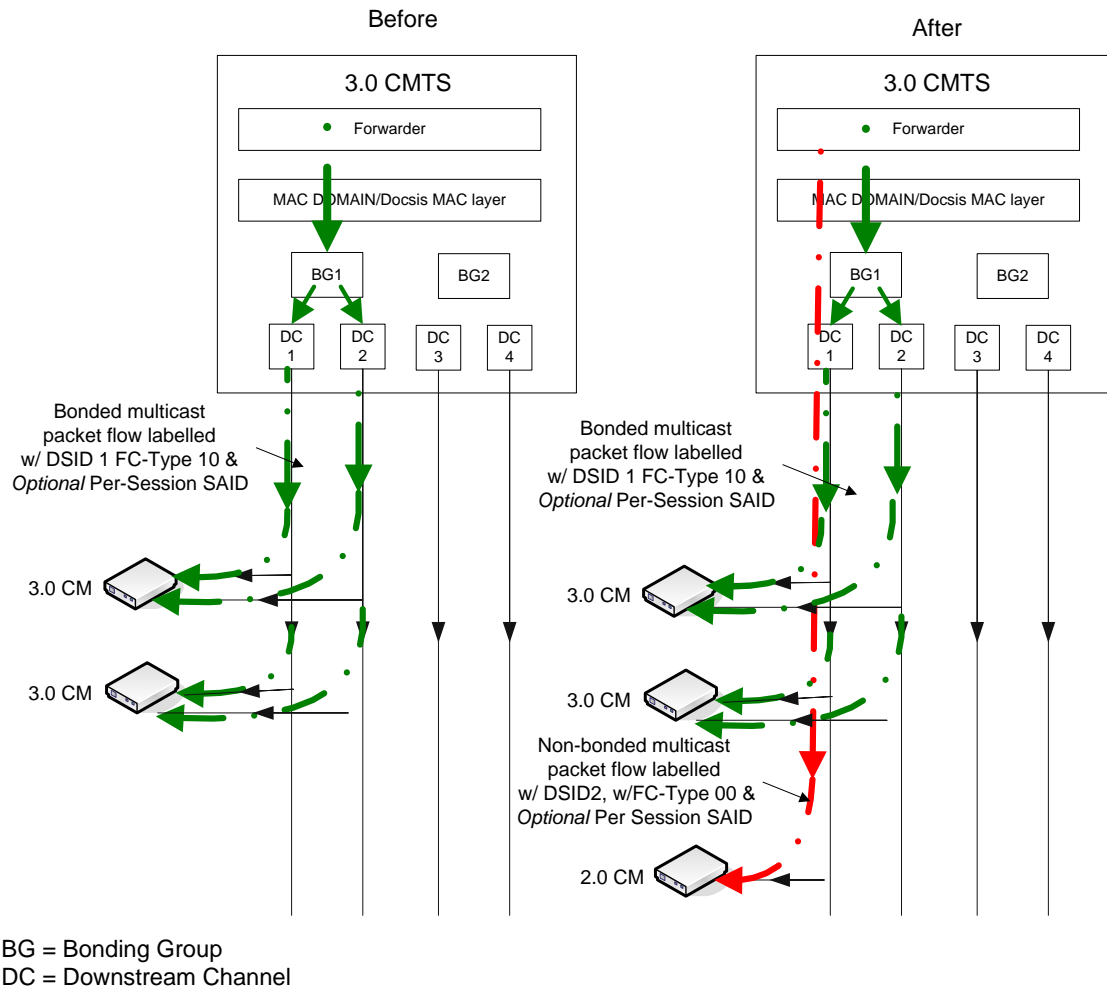 Before
3.0 CMTS
Forwarder
MAC DOMAIN/Docsis MAC layer
BG1
BG2
DC
1
DC
2
DC
3
DC
4
Bonded multicast
packet flow labelled
w/ DSID 1 FC-Type 10 &
Optional Per-Session SAID
3.0 CM
3.0 CM
After
3.0 CMTS
Forwarder
MAC DOMAIN/Docsis MAC layer
BG1
BG2
DC
1
DC
2
DC
3
DC
4
Bonded multicast
packet flow labelled
w/ DSID 1 FC-Type 10 &
Optional Per-Session SAID
3.0 CM
3.0 CM
Non-bonded multicast
packet flow labelled
w/ DSID2, w/FC-Type 00 &
Optional Per Session SAID
2.0 CM
BG = Bonding Group
DC = Downstream Channel